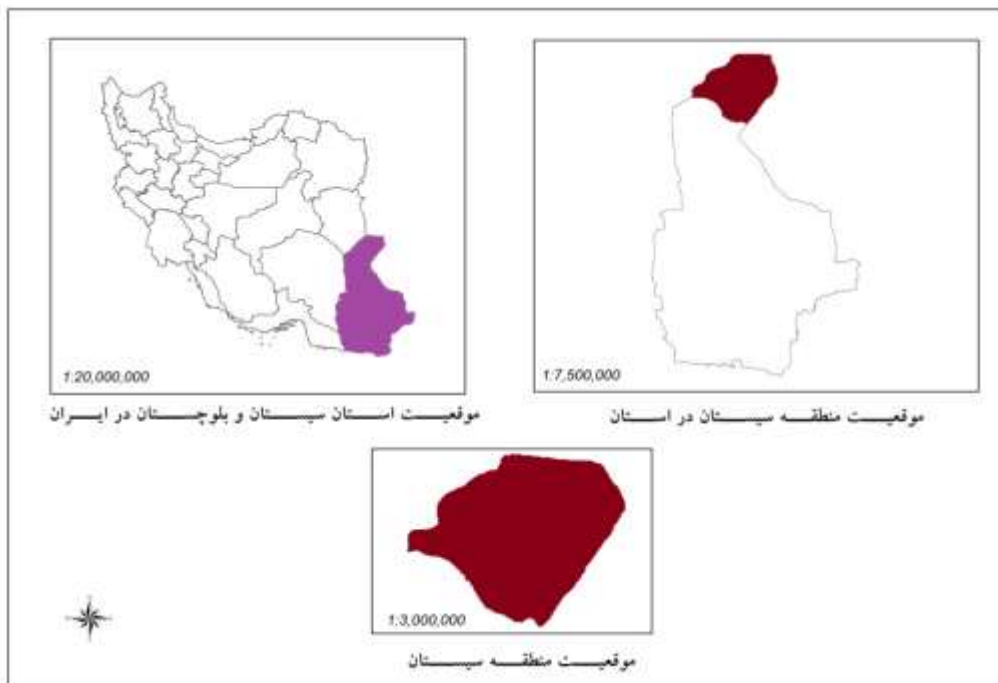 1:20,000,000
موقعیت استان سیستان و بلوچستان در ایران
1:7,500,000
موقعیت منطقه سیستان در استان
1:3,000,000
موقعیت منطقه سیستان